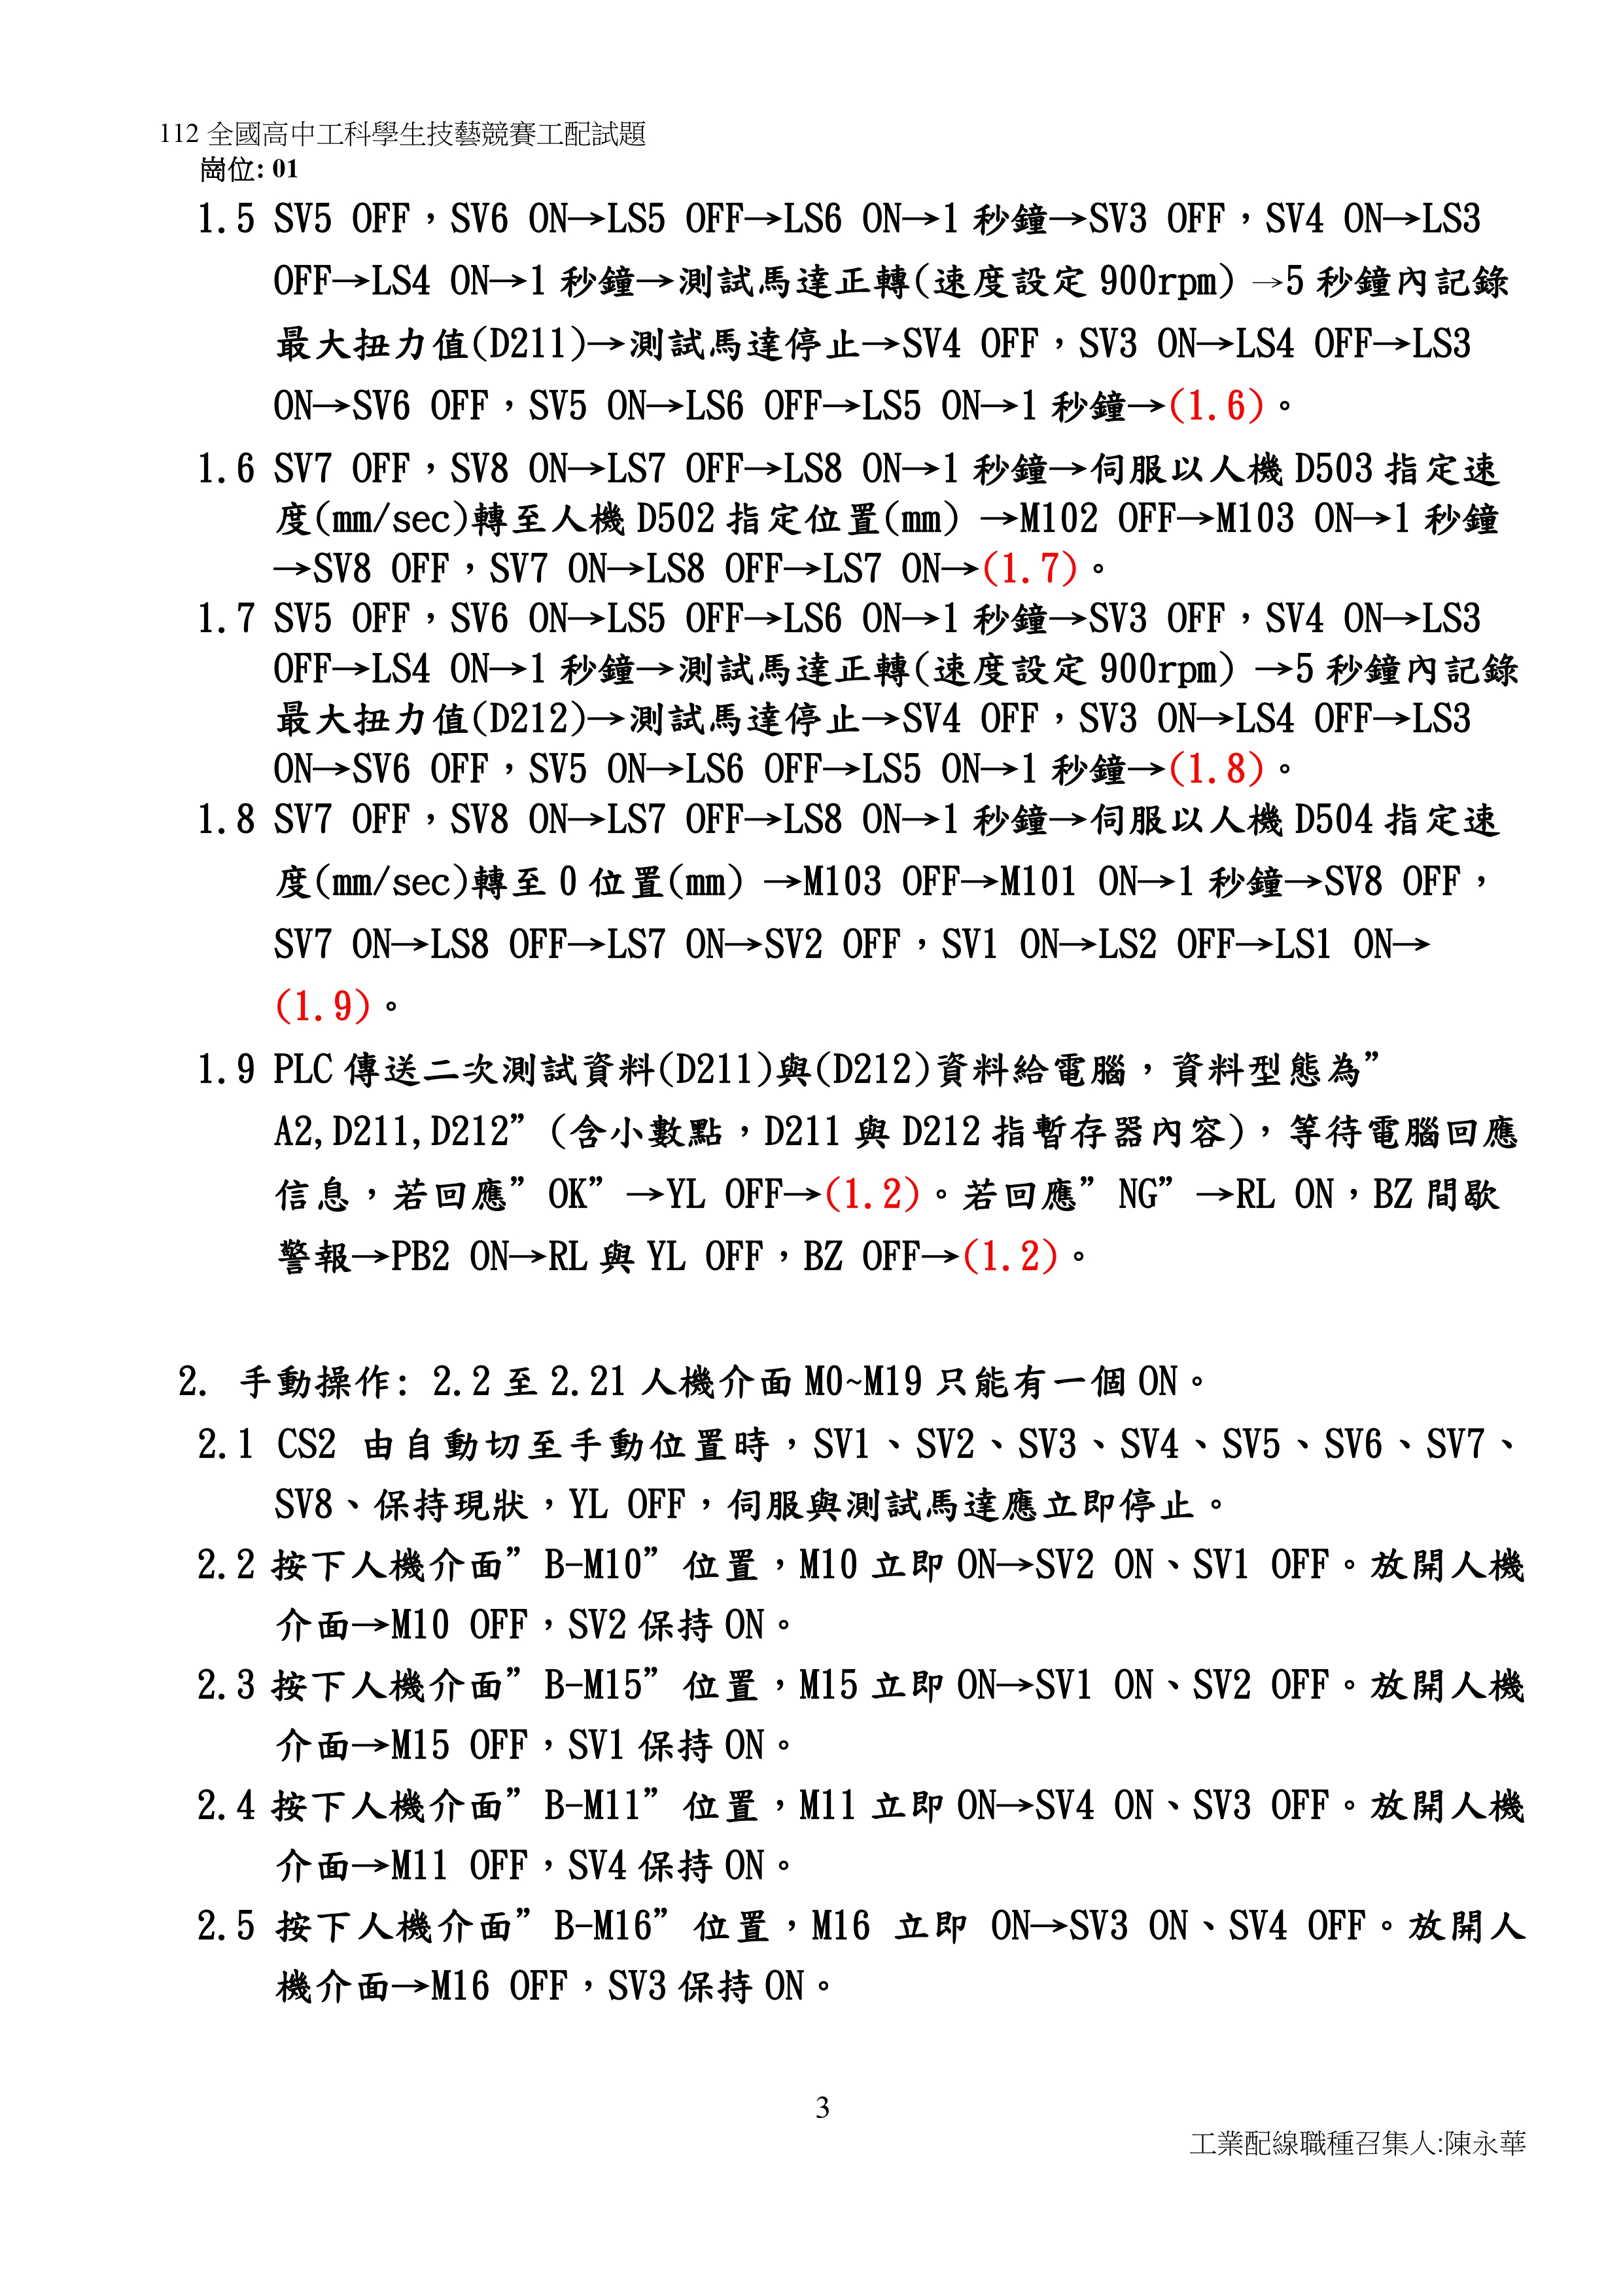 112 全國高中工科學生技藝競賽工配試題
崗位: 01
1.5 SV5 OFF，SV6 ON→LS5 OFF→LS6 ON→1 秒鐘→SV3 OFF，SV4 ON→LS3
OFF→LS4 ON→1 秒鐘→測試馬達正轉(速度設定 900rpm) →5 秒鐘內記錄
最大扭力值(D211)→測試馬達停止→SV4 OFF，SV3 ON→LS4 OFF→LS3
ON→SV6 OFF，SV5 ON→LS6 OFF→LS5 ON→1 秒鐘→(1.6)。
1.6 SV7 OFF，SV8 ON→LS7 OFF→LS8 ON→1 秒鐘→伺服以人機 D503 指定速
度(mm/sec)轉至人機 D502 指定位置(mm) →M102 OFF→M103 ON→1 秒鐘
→SV8 OFF，SV7 ON→LS8 OFF→LS7 ON→(1.7)。
1.7 SV5 OFF，SV6 ON→LS5 OFF→LS6 ON→1 秒鐘→SV3 OFF，SV4 ON→LS3
OFF→LS4 ON→1 秒鐘→測試馬達正轉(速度設定 900rpm) →5 秒鐘內記錄
最大扭力值(D212)→測試馬達停止→SV4 OFF，SV3 ON→LS4 OFF→LS3
ON→SV6 OFF，SV5 ON→LS6 OFF→LS5 ON→1 秒鐘→(1.8)。
1.8 SV7 OFF，SV8 ON→LS7 OFF→LS8 ON→1 秒鐘→伺服以人機 D504 指定速
度(mm/sec)轉至 0 位置(mm) →M103 OFF→M101 ON→1 秒鐘→SV8 OFF，
SV7 ON→LS8 OFF→LS7 ON→SV2 OFF，SV1 ON→LS2 OFF→LS1 ON→
(1.9)。
1.9 PLC 傳送二次測試資料(D211)與(D212)資料給電腦，資料型態為”
A2,D211,D212”(含小數點，D211 與 D212 指暫存器內容)，等待電腦回應
信息，若回應”OK”→YL OFF→(1.2)。若回應”NG”→RL ON，BZ 間歇
警報→PB2 ON→RL 與 YL OFF，BZ OFF→(1.2)。
2. 手動操作: 2.2 至 2.21 人機介面 M0~M19 只能有一個 ON。
2.1 CS2 由自動切至手動位置時，SV1、SV2、SV3、SV4、SV5、SV6、SV7、
SV8、保持現狀，YL OFF，伺服與測試馬達應立即停止。
2.2 按下人機介面”B-M10”位置，M10 立即 ON→SV2 ON、SV1 OFF。放開人機
介面→M10 OFF，SV2 保持 ON。
2.3 按下人機介面”B-M15”位置，M15 立即 ON→SV1 ON、SV2 OFF。放開人機
介面→M15 OFF，SV1 保持 ON。
2.4 按下人機介面”B-M11”位置，M11 立即 ON→SV4 ON、SV3 OFF。放開人機
介面→M11 OFF，SV4 保持 ON。
2.5 按下人機介面”B-M16”位置，M16 立即 ON→SV3 ON、SV4 OFF。放開人
機介面→M16 OFF，SV3 保持 ON。
3
工業配線職種召集人:陳永華